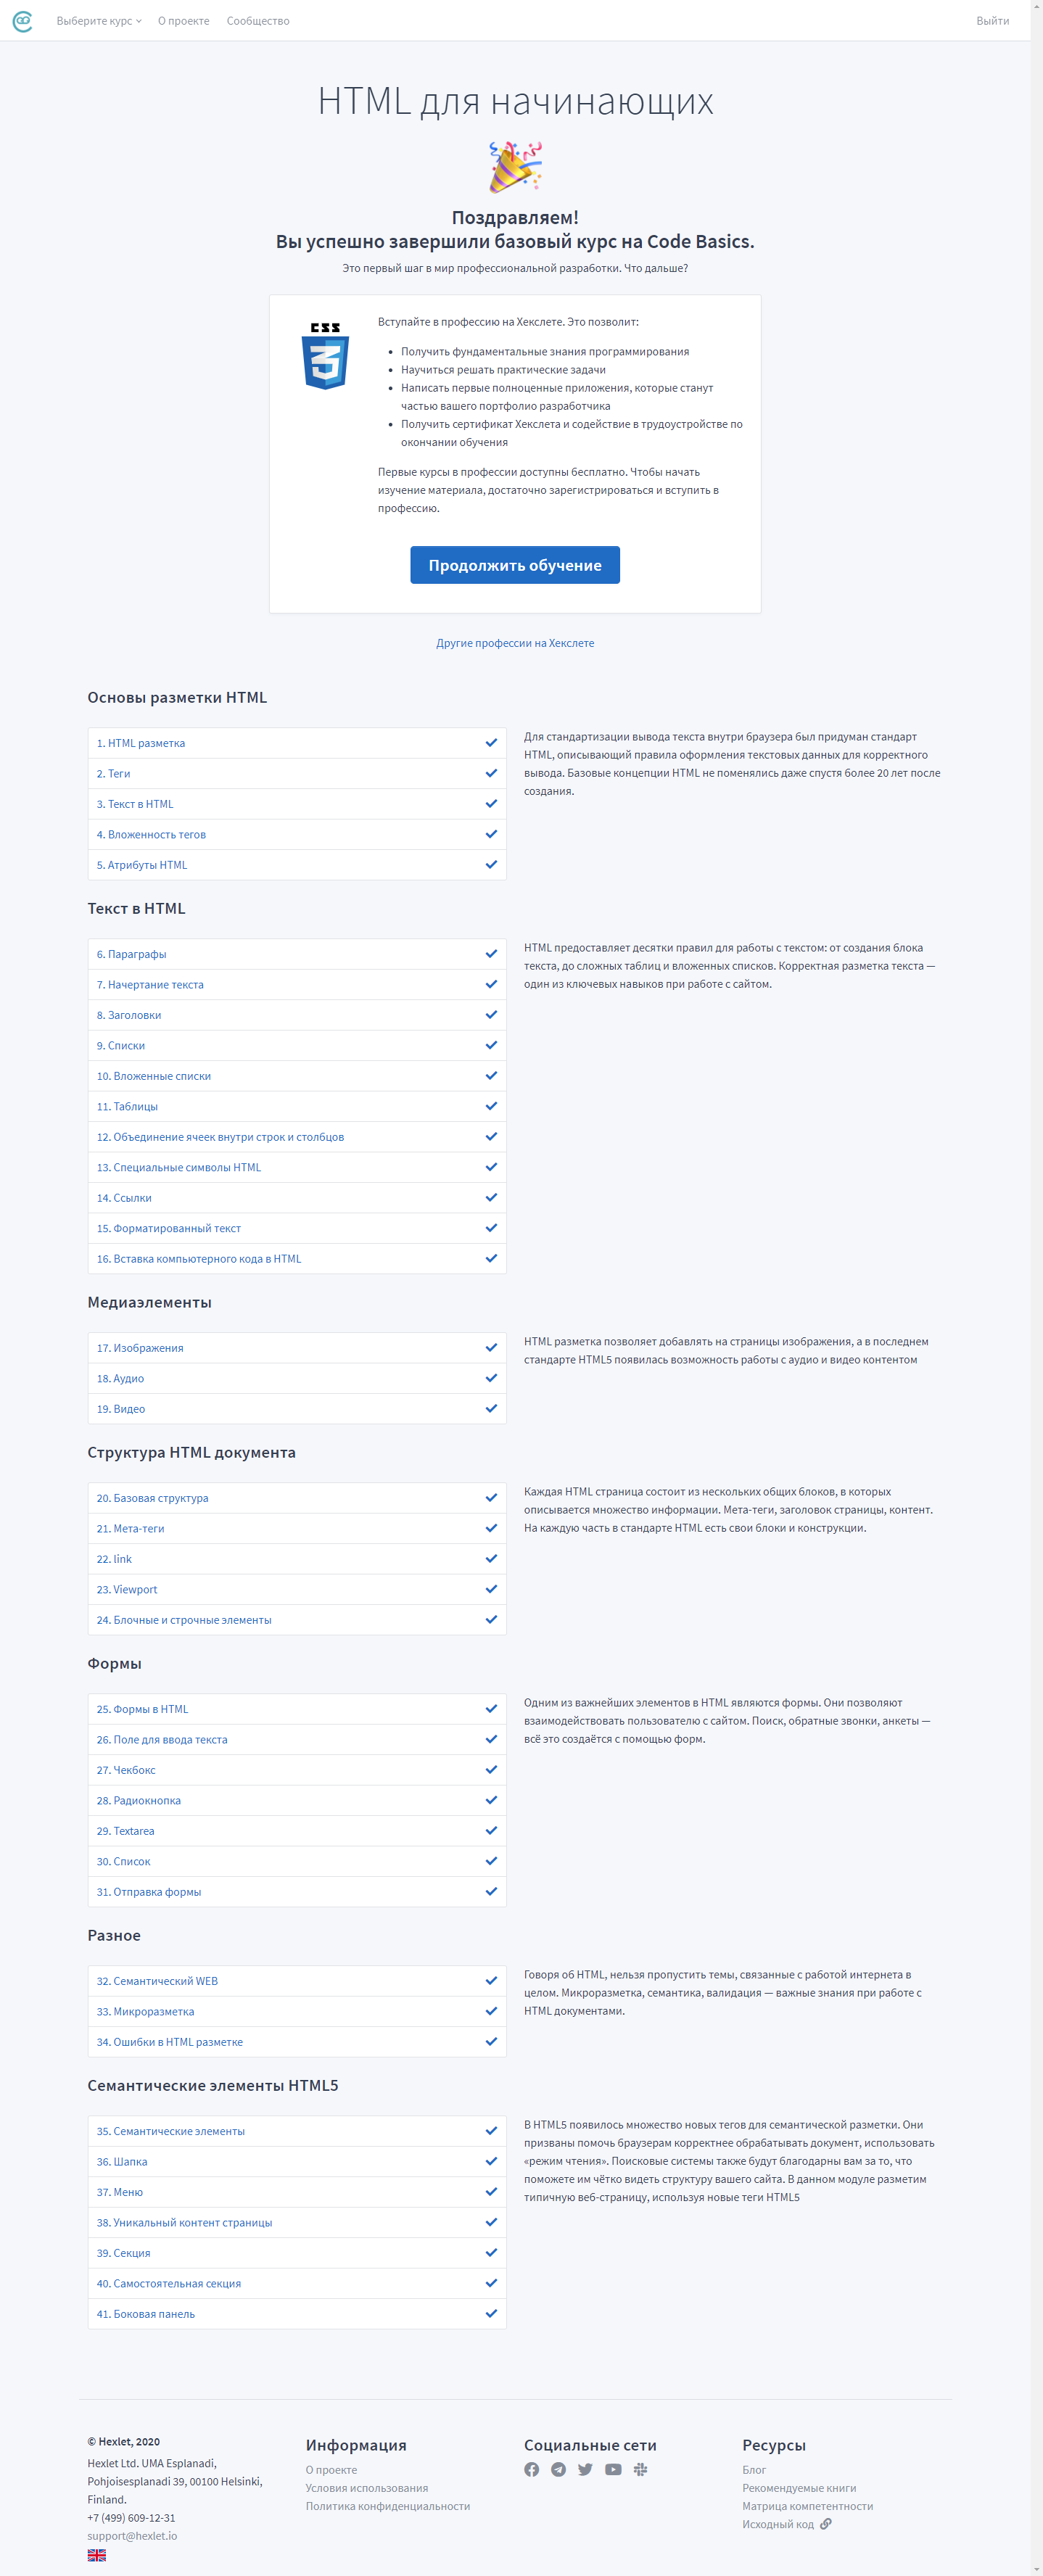 Выберите курс
О проекте
Сообщество
Выйти
HTML для начинающих
Поздравляем!
Вы успешно завершили базовый курс на Code Basics.
Это первый шаг в мир профессиональной разработки. Что дальше?
CSS
3
Вступайте в профессию на Хекслете. Это позволит:
• Получить фундаментальные знания программирования
• Научиться решать практические задачи
• Написать первые полноценные приложения, которые станут
частью вашего портфолио разработчика
• Получить сертификат Хекслета и содействие в трудоустройстве по
окончании обучения
Первые курсы в профессии доступны бесплатно. Чтобы начать
изучение материала, достаточно зарегистрироваться и вступить в
профессию.
Продолжить обучение
Другие профессии на Хекслете
Основы разметки HTML
1. HTML разметка
2. Теги
3. Текст в HTML
4. Вложенность тегов
5. Атрибуты HTML
Для стандартизации вывода текста внутри браузера был придуман стандарт
HTML, описывающий правила оформления текстовых данных для корректного
вывода. Базовые концепции HTML не поменялись даже спустя более 20 лет после
создания.
Текст в HTML
6. Параграфы
7. Начертание текста
8. Заголовки
9. Списки
10. Вложенные списки
11. Таблицы
12. Объединение ячеек внутри строк и столбцов
13. Специальные символы HTML
14. Ссылки
15. Форматированный текст
16. Вставка компьютерного кода в HTML
HTML предоставляет десятки правил для работы с текстом: от создания блока
текста, до сложных таблиц и вложенных списков. Корректная разметка текста —
один из ключевых навыков при работе с сайтом.
Медиаэлементы
17. Изображения
18. Аудио
19. Видео
HTML разметка позволяет добавлять на страницы изображения, а в последнем
стандарте HTML5 появилась возможность работы с аудио и видео контентом
Структура HTML документа
20. Базовая структура
21. Мета-теги
22. link
23. Viewport
24. Блочные и строчные элементы
Каждая HTML страница состоит из нескольких общих блоков, в которых
описывается множество информации. Мета-теги, заголовок страницы, контент.
На каждую часть в стандарте HTML есть свои блоки и конструкции.
Формы
25. Формы в HTML
26. Поле для ввода текста
27. Чекбокс
28. Радиокнопка
29. Textarea
30. Список
31. Отправка формы
Одним из важнейших элементов в HTML являются формы. Они позволяют
взаимодействовать пользователю с сайтом. Поиск, обратные звонки, анкеты —
всё это создаётся с помощью форм.
Разное
32. Семантический WEB
33. Микроразметка
34. Ошибки в HTML разметке
Говоря об HTML, нельзя пропустить темы, связанные с работой интернета в
целом. Микроразметка, семантика, валидация — важные знания при работе с
HTML документами.
Семантические элементы HTML5
35. Семантические элементы
36. Шапка
37. Меню
38. Уникальный контент страницы
39. Секция
40. Самостоятельная секция
41. Боковая панель
В HTML5 появилось множество новых тегов для семантической разметки. Они
призваны помочь браузерам корректнее обрабатывать документ, использовать
«режим чтения». Поисковые системы также будут благодарны вам за то, что
поможете им чётко видеть структуру вашего сайта. В данном модуле разметим
типичную веб-страницу, используя новые теги HTML5
© Hexlet, 2020
Hexlet Ltd. UMA Esplanadi,
Pohjoisesplanadi 39, 00100 Helsinki,
Finland.
+7 (499) 609-12-31
support@hexlet.io
Информация
О проекте
Условия использования
Политика конфиденциальности
Социальные сети
Ресурсы
Блог
Рекомендуемые книги
Матрица компетентности
Исходный код